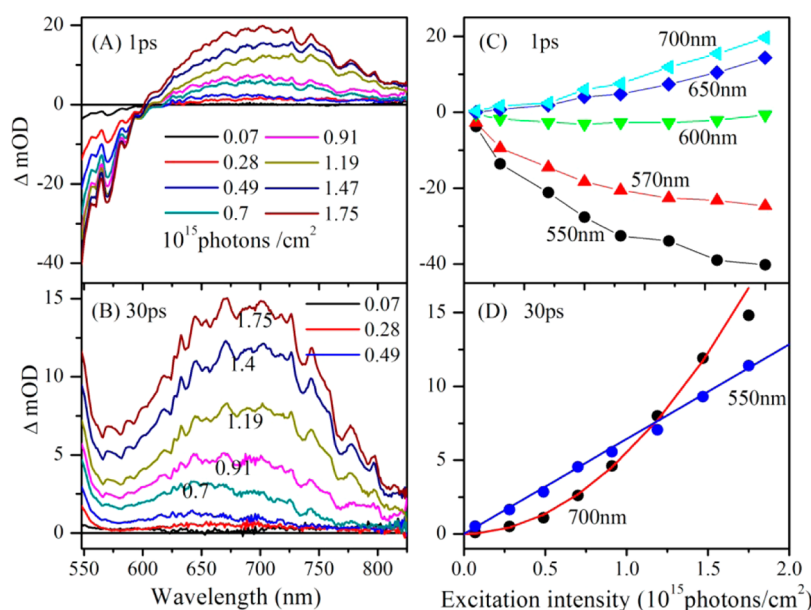 (A) 1ps
20
0
-20
-40
Δ mOD
0.07 0.91
0.28 1.19
0.49 1.47
0.7 1.75
10^15 photons /cm^2
(B) 30ps
15
10
5
0
Δ mOD
0.07
0.28
0.49
1.75
1.4
1.19
0.91
0.7
550 600 650 700 750 800
Wavelength (nm)
(C) 1ps
20
0
-20
-40
700nm
650nm
600nm
570nm
550nm
(D) 30ps
15
10
5
0
550nm
700nm
0.0 0.5 1.0 1.5 2.0
Excitation intensity (10^15 photons/cm^2)